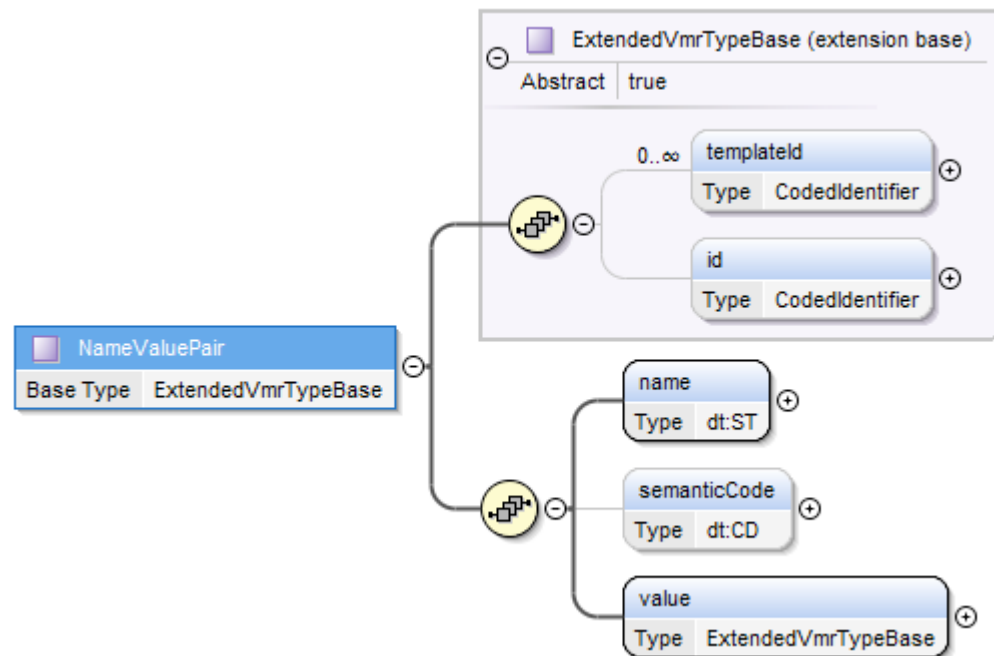 ExtendedVmrTypeBase (extension base)
Abstract true
0..∞ templateId
Type CodedIdentifier
id
Type CodedIdentifier
NameValuePair
Base Type ExtendedVmrTypeBase
name
Type dt:ST
semanticCode
Type dt:CD
value
Type ExtendedVmrTypeBase